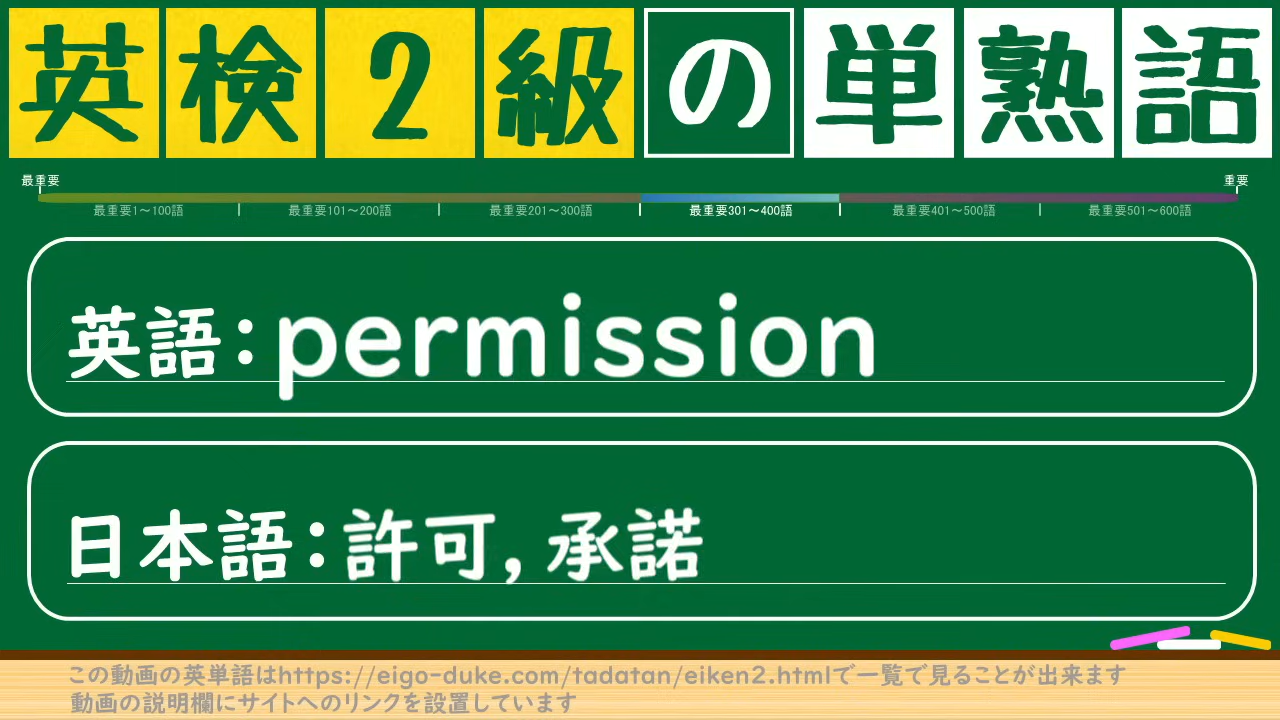 英検2級の単熟語
最重要 重要
最重要1〜100語 最重要101〜200語 最重要201〜300語 最重要301〜400語 最重要401〜500語 最重要501〜600語
英語：permission
日本語：許可，承諾
この動画の英単語はhttps://eigo-duke.com/tadatan/eiken2.htmlで一覧で見ることが出来ます
動画の説明欄にサイトへのリンクを設置しています